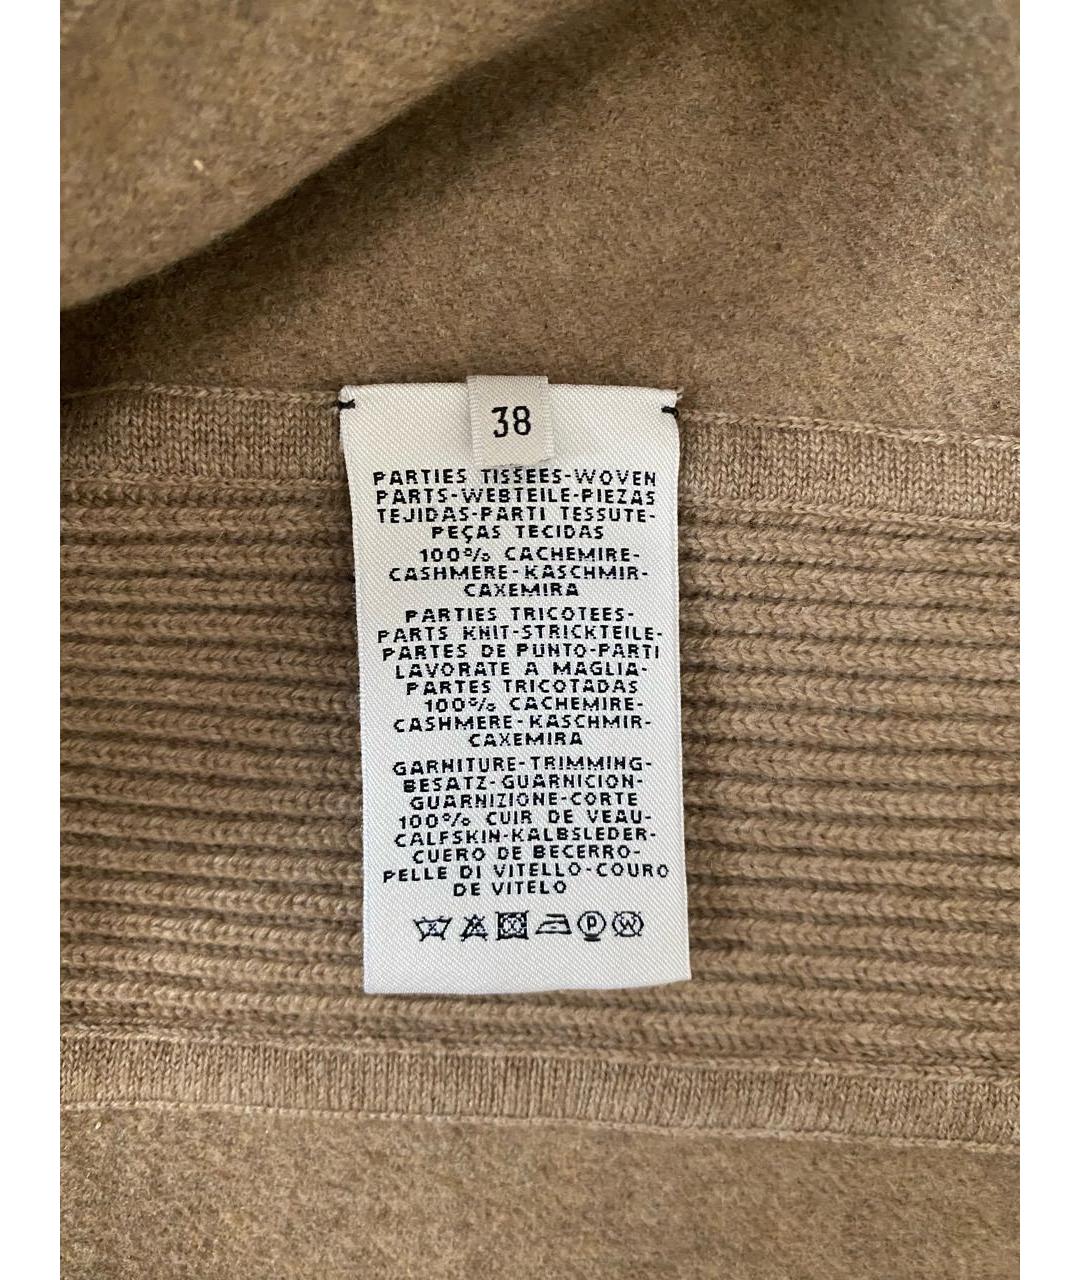 38
PARTIES TISSEES-WOVEN
PARTS-WEBTEILE-PIEZAS
TEJIDAS-PARTI TESSUTE-
PEÇAS TECIDAS
100% CACHEMIRE-
CASHMERE-KASCHMIR-
CAXEMIRA
PARTIES TRICOTEES-
PARTS KNIT-STRICKTEILE-
PARTES DE PUNTO-PARTI
LAVORATE A MAGLIA-
PARTES TRICOTADAS
100% CACHEMIRE-
CASHMERE-KASCHMIR-
CAXEMIRA
GARNITURE-TRIMMING-
BESATZ-GUARNICION-
GUARNIZIONE-CORTE
100% CUIR DE VEAU-
CALFSKIN-KALBSLEDER-
CUERO DE BECERRO-
PELLE DI VITELLO-COURO
DE VITELO
P W